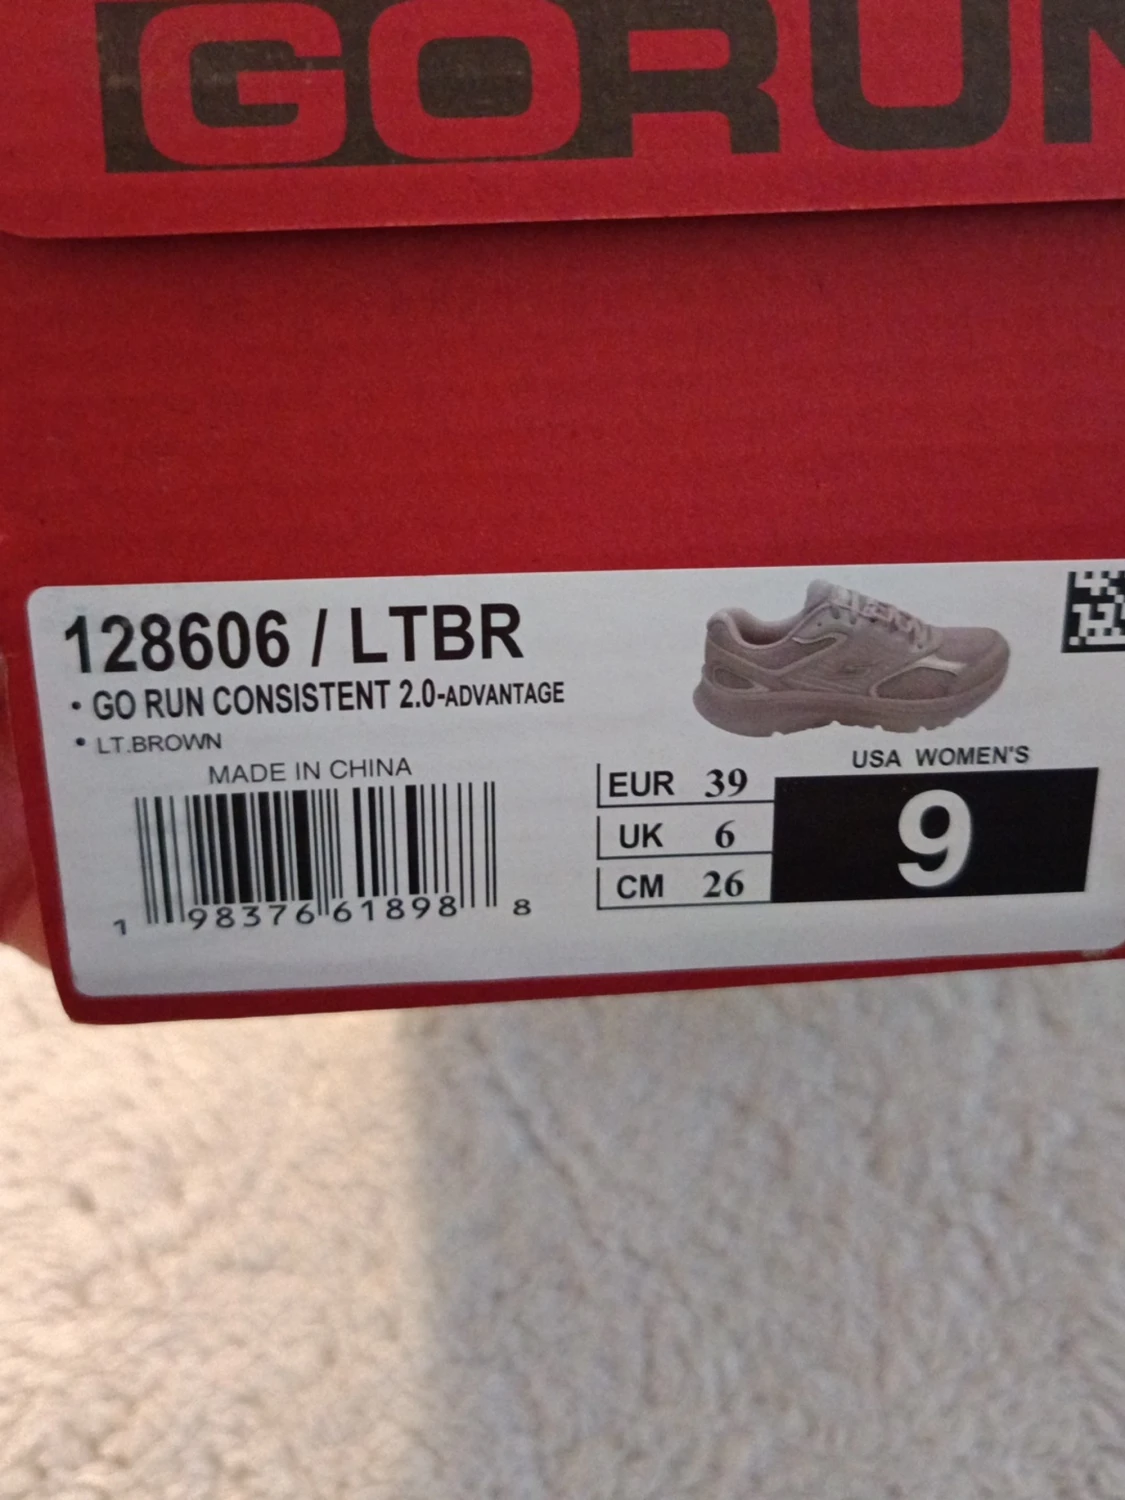 GORUN
128606 / LTBR
• GO RUN CONSISTENT 2.0-ADVANTAGE
• LT.BROWN
MADE IN CHINA
1 98376 61898 8
USA WOMEN'S
9
EUR 39
UK 6
CM 26